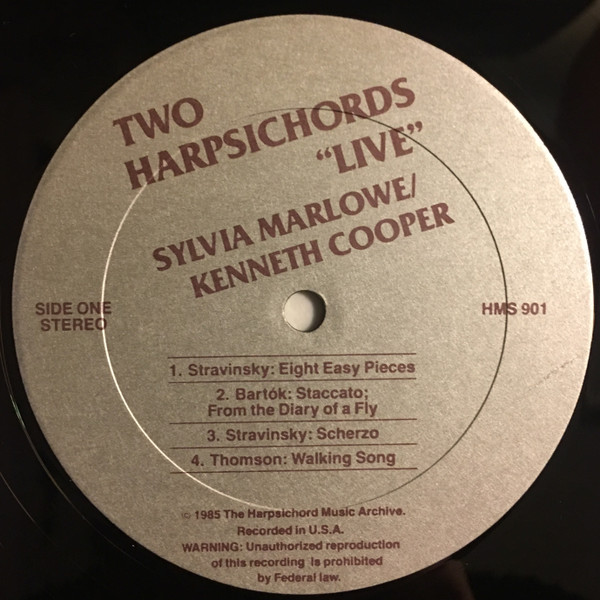 TWO
HARPSICHORDS
“LIVE”
SYLVIA MARLOWE/
KENNETH COOPER
SIDE ONE
STEREO
HMS 901
1. Stravinsky: Eight Easy Pieces
2. Bartók: Staccato;
From the Diary of a Fly
3. Stravinsky: Scherzo
4. Thomson: Walking Song
© 1985 The Harpsichord Music Archive.
Recorded in U.S.A.
WARNING: Unauthorized reproduction
of this recording is prohibited
by Federal law.